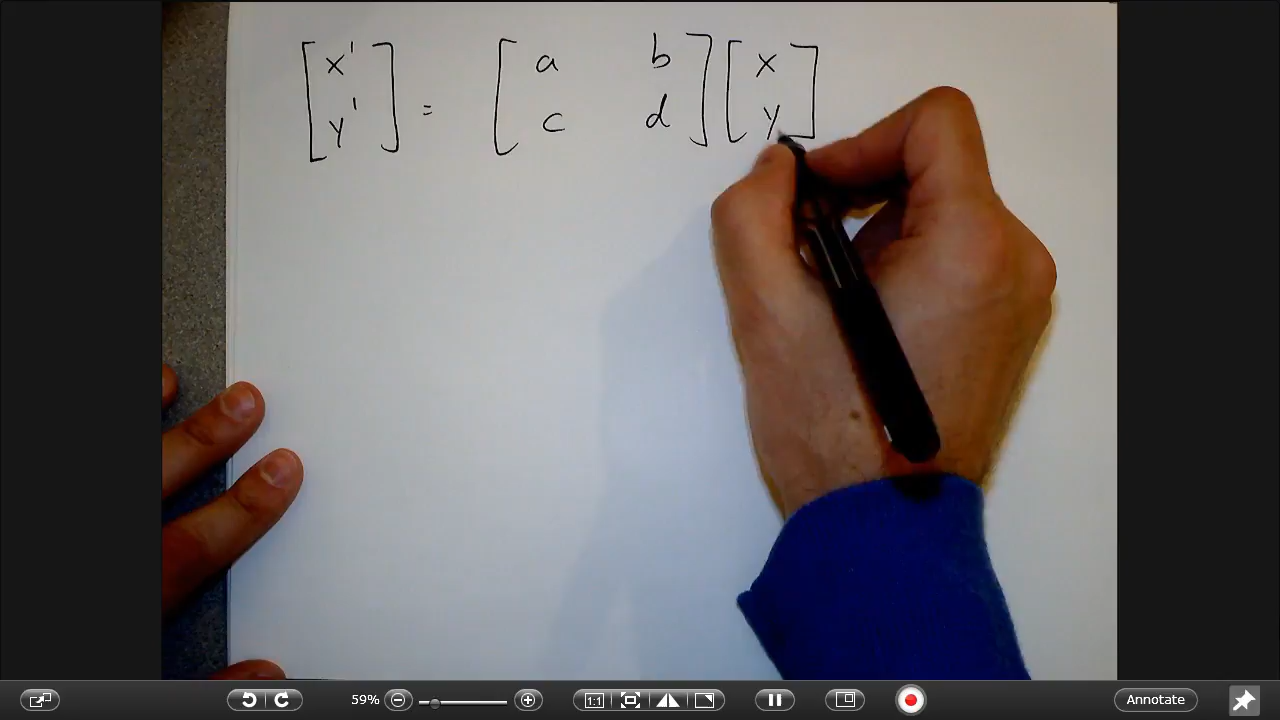 [x'] = [a b] [x]
[y'] [c d] [y]
59% 1:1 Annotate